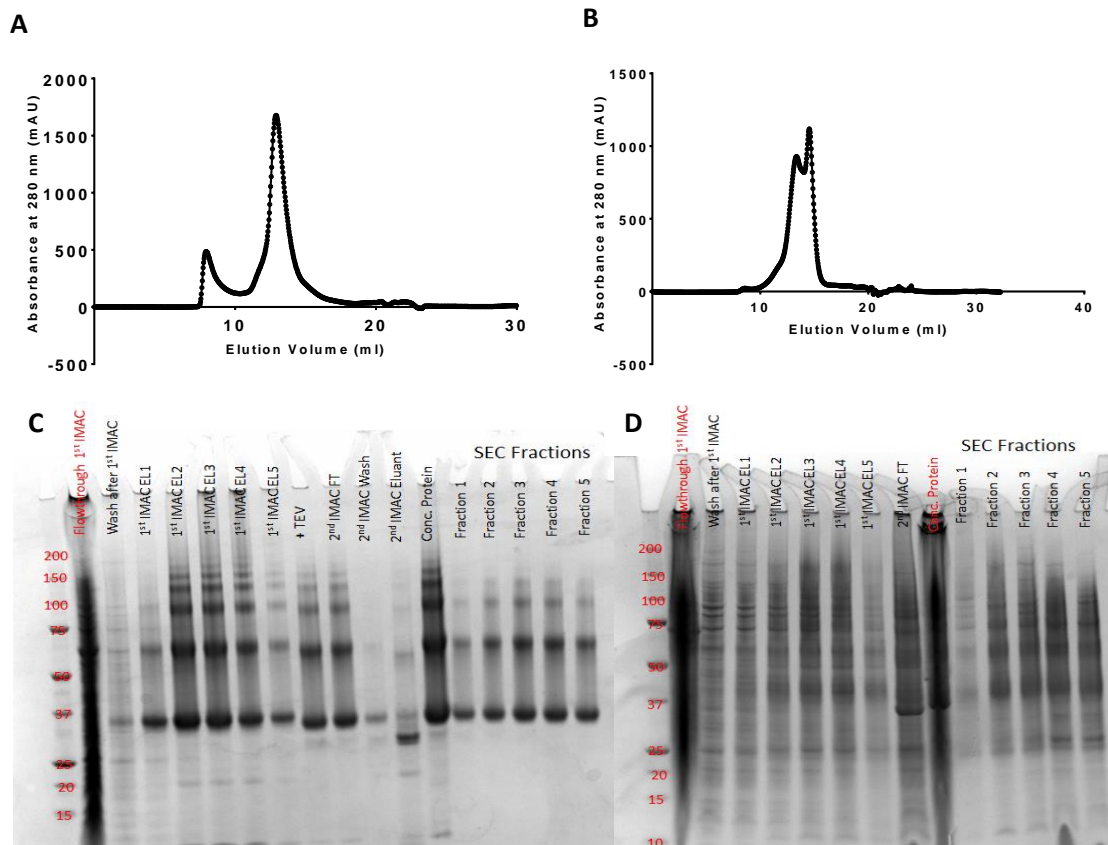 A
B
2000
1500
1000
500
0
-500
10
20
30
Absorbance at 280 nm (mAU)
Elution Volume (ml)
1500
1000
500
0
-500
10
20
30
40
Absorbance at 280 nm (mAU)
Elution Volume (ml)
C
SEC Fractions
Flowthrough 1st IMAC
Wash after 1st IMAC
1st IMAC EL1
1st IMAC EL2
1st IMAC EL3
1st IMAC EL4
1st IMAC EL5
+ TEV
2nd IMAC FT
2nd IMAC Wash
2nd IMAC Eluant
Conc. Protein
Fraction 1
Fraction 2
Fraction 3
Fraction 4
Fraction 5
200
150
100
75
50
37
25
20
15
D
SEC Fractions
Flowthrough 1st IMAC
Wash after 1st IMAC
1st IMAC EL1
1st IMAC EL2
1st IMAC EL3
1st IMAC EL4
1st IMAC EL5
2nd IMAC FT
Conc. Protein
Fraction 1
Fraction 2
Fraction 3
Fraction 4
Fraction 5
200
150
100
75
50
37
25
20
15
10